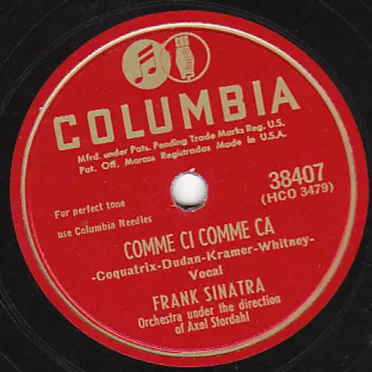 COLUMBIA
Mfrd. under Pats. Pending Trade Marks Reg. U.S.
Pat. Off. Marcas Registradas Made in U.S.A.
For perfect tone
use Columbia Needles
38407
(HCO 3479)
COMME CI COMME CA
-Coquatrix-Dudan-Kramer-Whitney-
Vocal
FRANK SINATRA
Orchestra under the direction
of Axel Stordahl